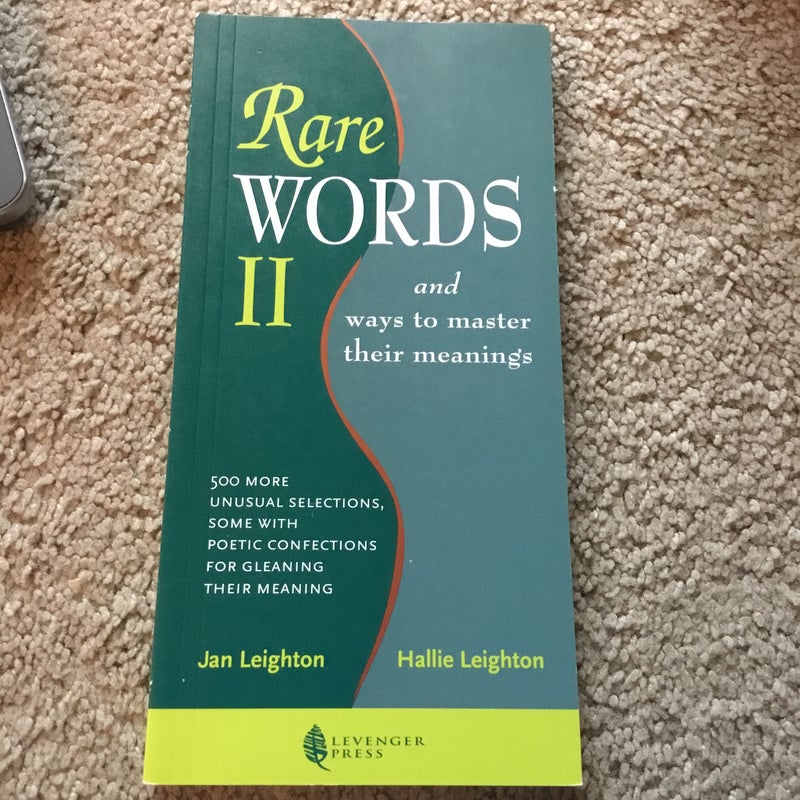 Rare
WORDS
II
and
ways to master
their meanings
500 MORE
UNUSUAL SELECTIONS,
SOME WITH
POETIC CONFECTIONS
FOR GLEANING
THEIR MEANING
Jan Leighton
Hallie Leighton
LEVENGER
PRESS